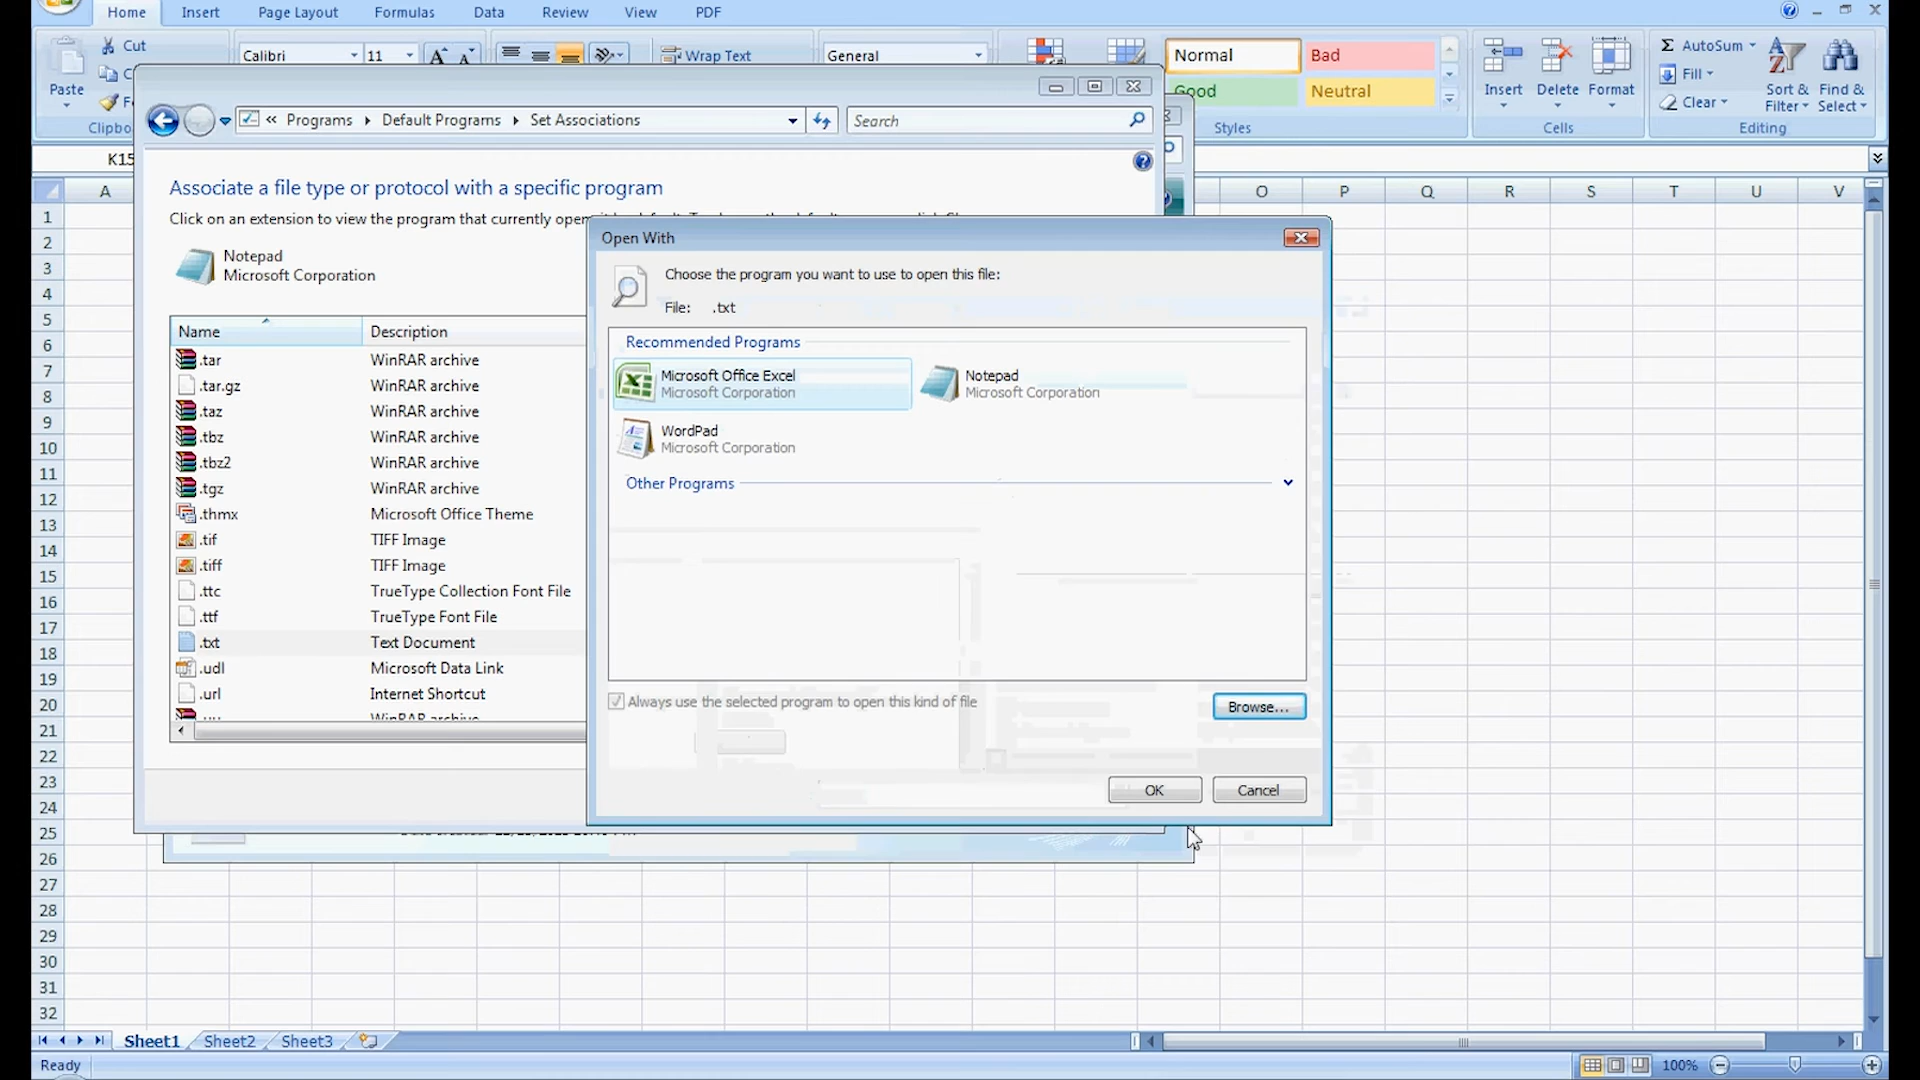 Home Insert Page Layout Formulas Data Review View PDF
Cut
Calibri 11 Wrap Text General
Normal Bad
AutoSum
Fill
Good Neutral
Paste Insert Delete Format Clear Sort & Filter Find & Select
Styles Cells Editing
Programs Default Programs Set Associations Search
K15
A O P Q R S T U V
Associate a file type or protocol with a specific program
Click on an extension to view the program that currently
Notepad
Microsoft Corporation
Name Description
.tar WinRAR archive
.tar.gz WinRAR archive
.taz WinRAR archive
.tbz WinRAR archive
.tbz2 WinRAR archive
.tgz WinRAR archive
.thmx Microsoft Office Theme
.tif TIFF Image
.tiff TIFF Image
.ttc TrueType Collection Font File
.ttf TrueType Font File
.txt Text Document
.udl Microsoft Data Link
.url Internet Shortcut
WinRAR archive
Open With
Choose the program you want to use to open this file:
File: .txt
Recommended Programs
Microsoft Office Excel
Microsoft Corporation
Notepad
Microsoft Corporation
WordPad
Microsoft Corporation
Other Programs
Always use the selected program to open this kind of file
Browse...
OK Cancel
1
2
3
4
5
6
7
8
9
10
11
12
13
14
15
16
17
18
19
20
21
22
23
24
25
26
27
28
29
30
31
32
Sheet1 Sheet2 Sheet3
Ready 100%